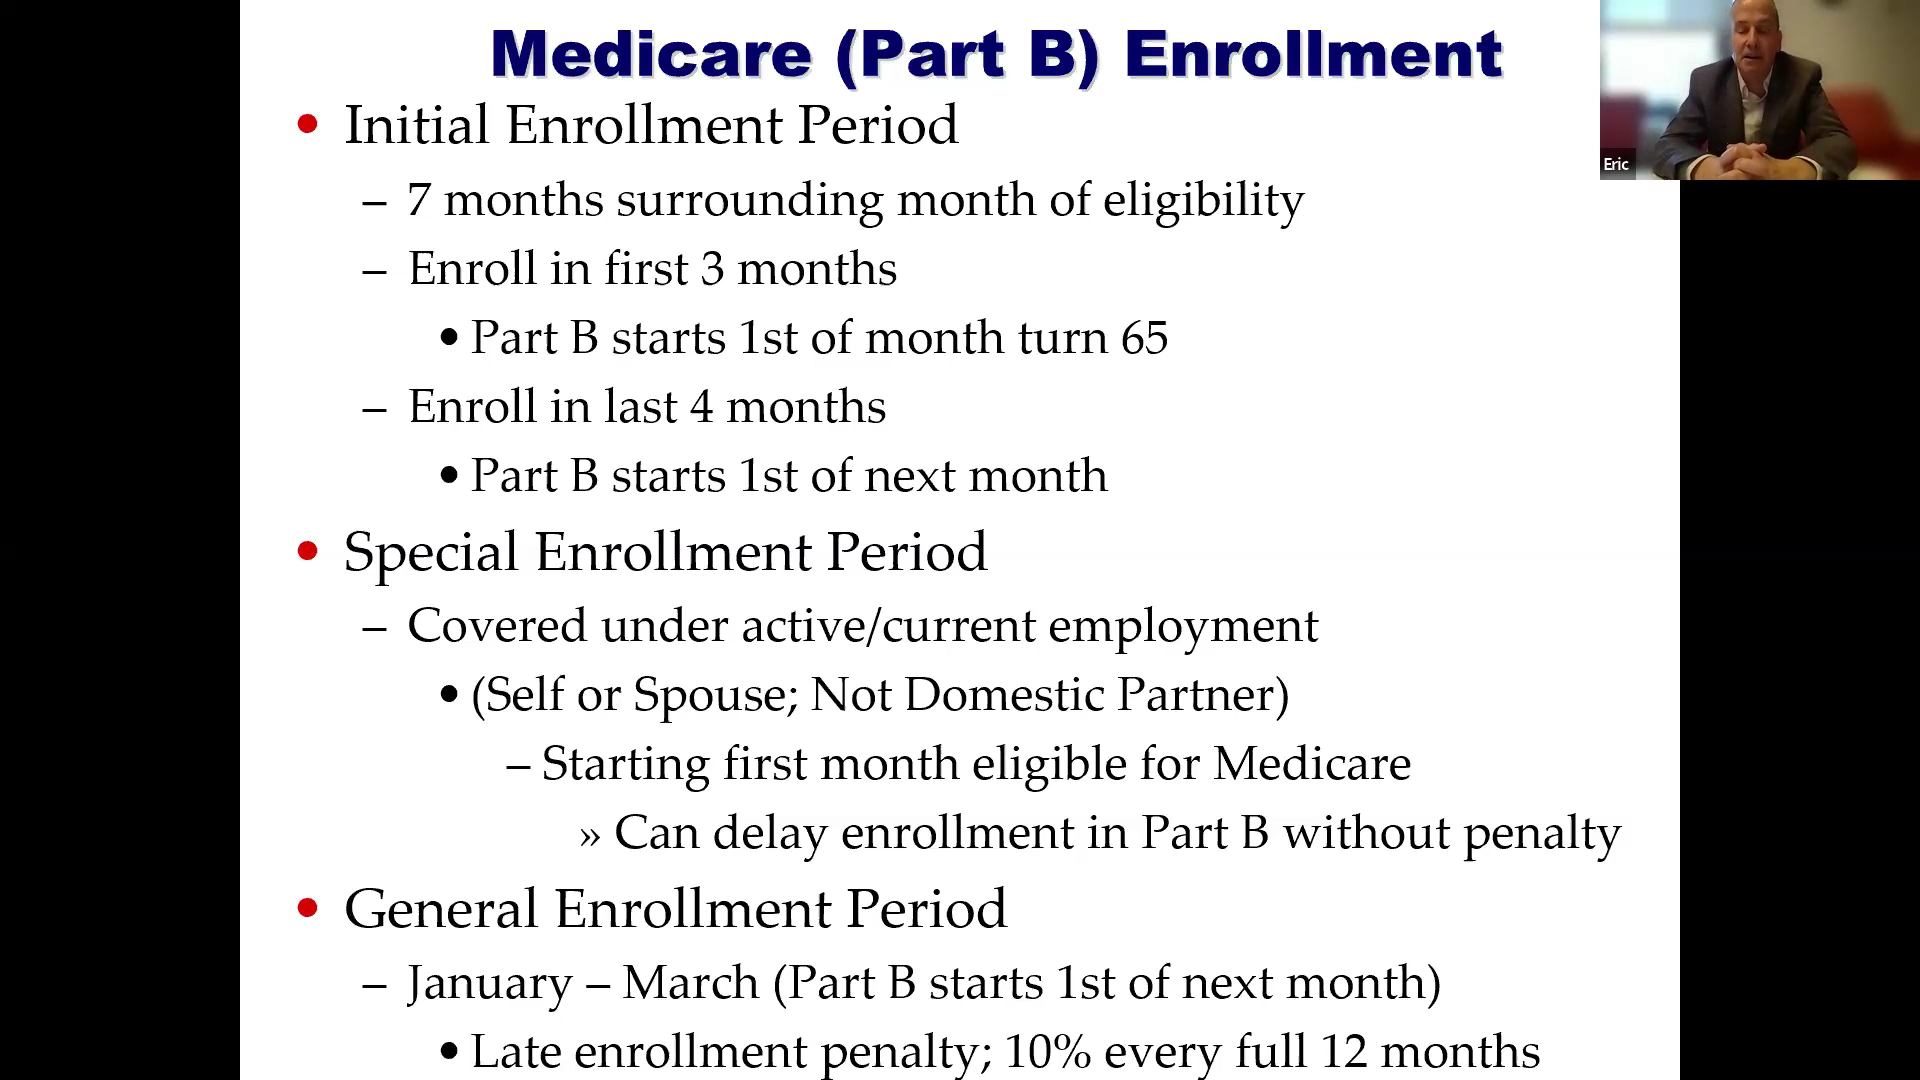 Medicare (Part B) Enrollment
Eric
• Initial Enrollment Period
– 7 months surrounding month of eligibility
– Enroll in first 3 months
• Part B starts 1st of month turn 65
– Enroll in last 4 months
• Part B starts 1st of next month
• Special Enrollment Period
– Covered under active/current employment
• (Self or Spouse; Not Domestic Partner)
– Starting first month eligible for Medicare
» Can delay enrollment in Part B without penalty
• General Enrollment Period
– January – March (Part B starts 1st of next month)
• Late enrollment penalty; 10% every full 12 months